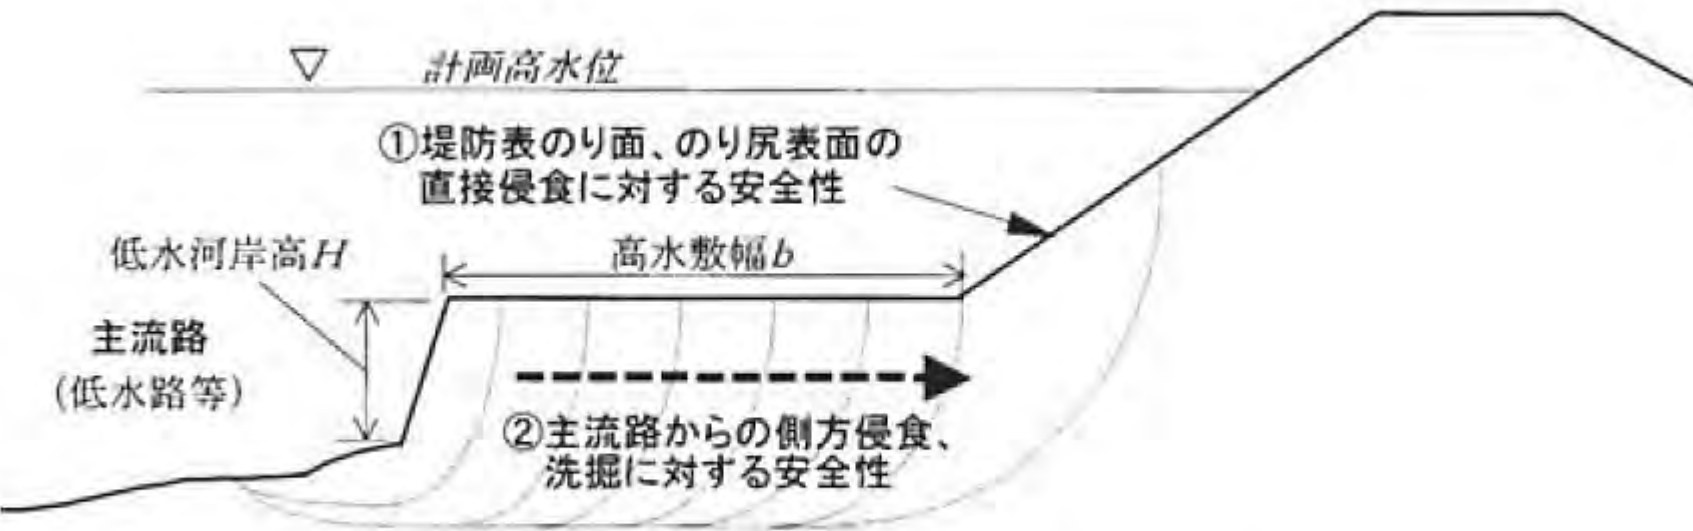 計画高水位
①堤防表のり面、のり尻表面の
直接侵食に対する安全性
低水河岸高H
高水敷幅b
主流路
(低水路等)
②主流路からの側方侵食、
洗掘に対する安全性